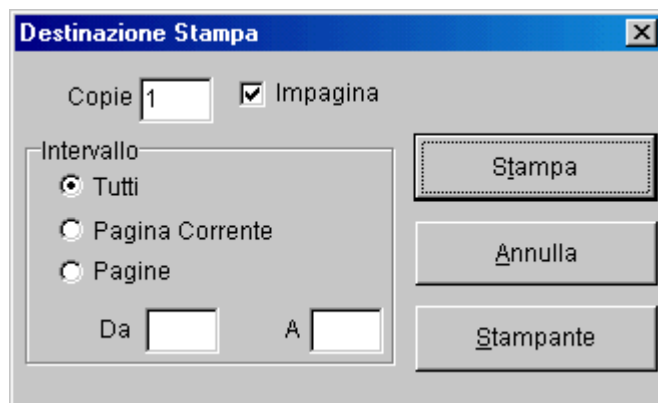 Destinazione Stampa
Copie 1 Impagina
Intervallo
Tutti
Pagina Corrente
Pagine
Da A
Stampa
Annulla
Stampante